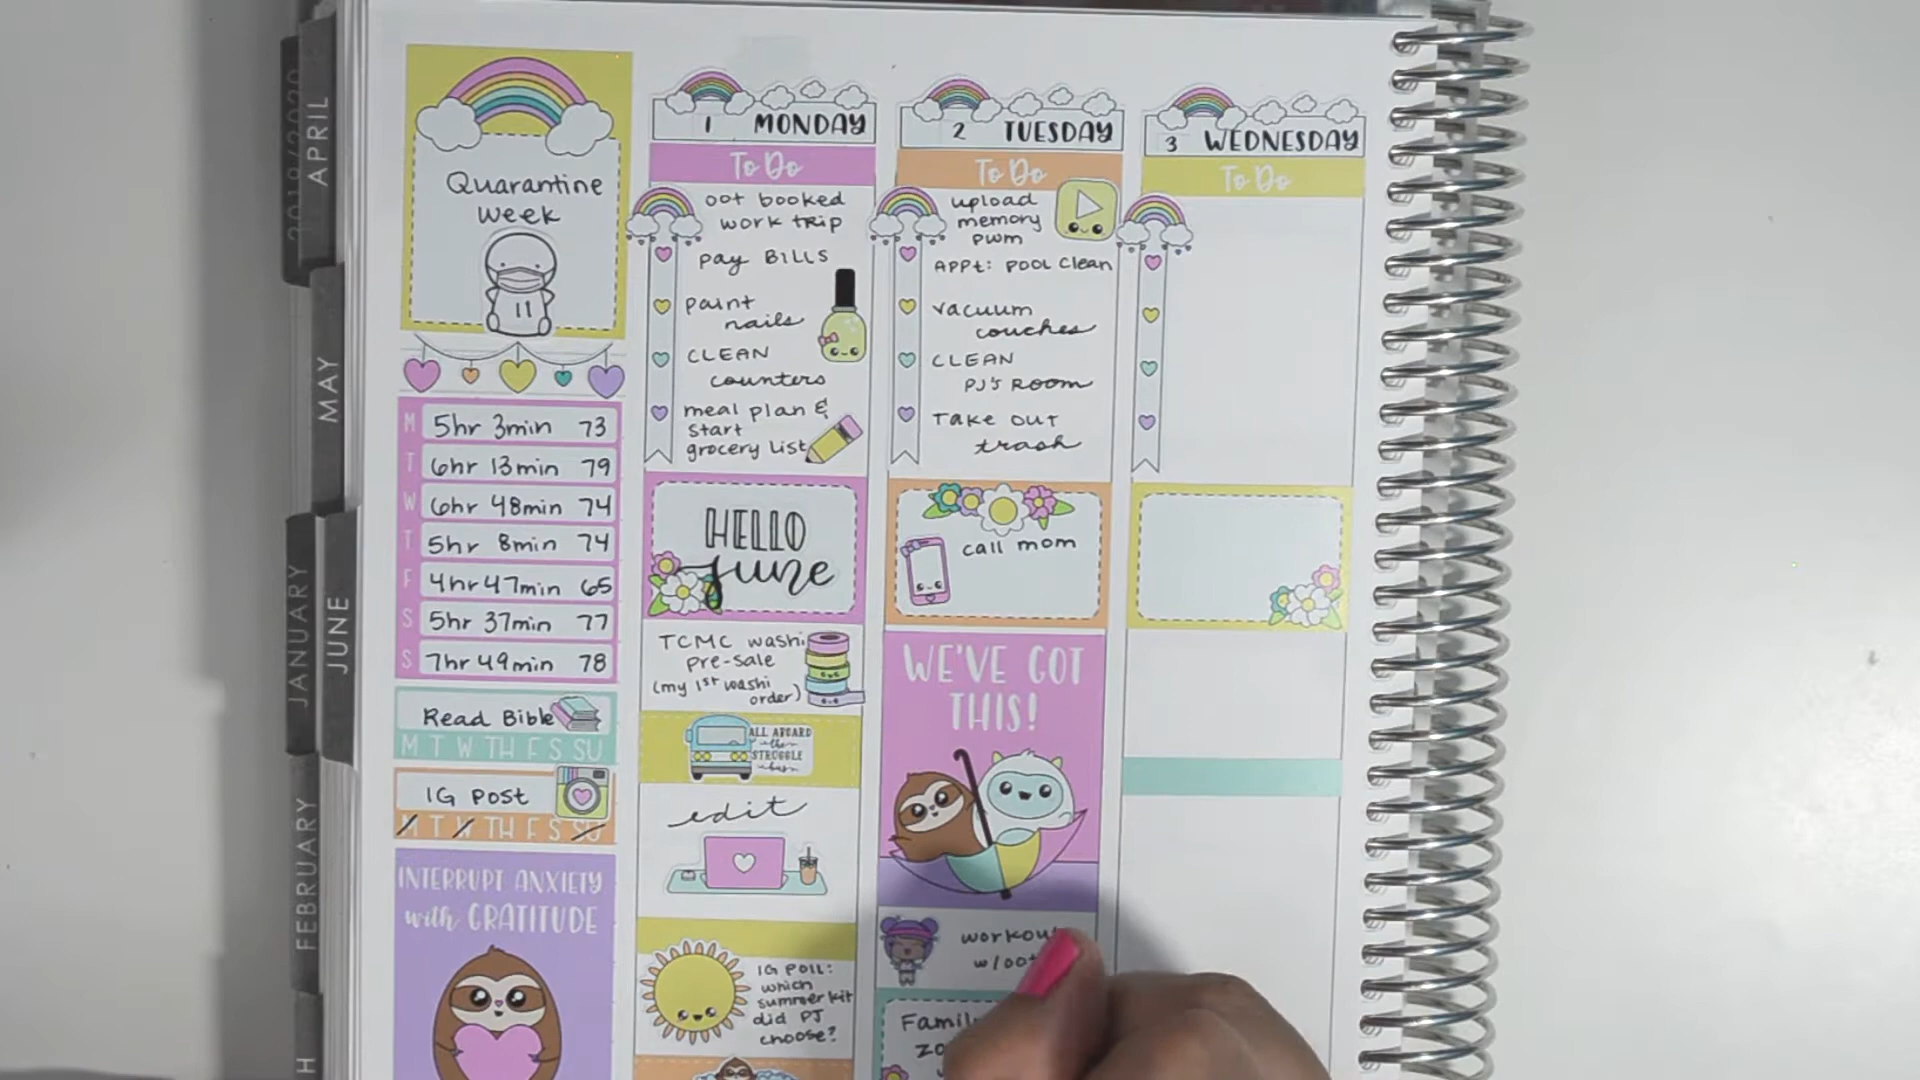 2019/2020
APRIL
MAY
JANUARY
JUNE
FEBRUARY
H
Quarantine
week
11
M 5hr 3min 73
T 6hr 13min 79
W 6hr 48min 74
T 5hr 8min 74
F 4hr 47min 65
S 5hr 37min 77
S 7hr 49min 78
Read Bible
M T W TH F S SU
IG Post
M T W TH F S SU
INTERRUPT ANXIETY
with GRATITUDE
1 MONDAY
To Do
oot booked
work trip
pay BILLS
paint
nails
CLEAN
counters
meal plan &
start
grocery List
HELLO
June
TCMC washi
pre-sale
(my 1st washi
order)
ALL ABOARD
the
STRUGGLE
bus
edit
IG POLL:
which
summer kit
did PJ
choose?
2 TUESDAY
To Do
upload
memory
pwm
APPt: POOL Clean
vacuum
couches
CLEAN
PJ's ROOM
Take out
trash
call mom
WE'VE GOT
THIS!
workout
w/oot
3 WEDNESDAY
To Do